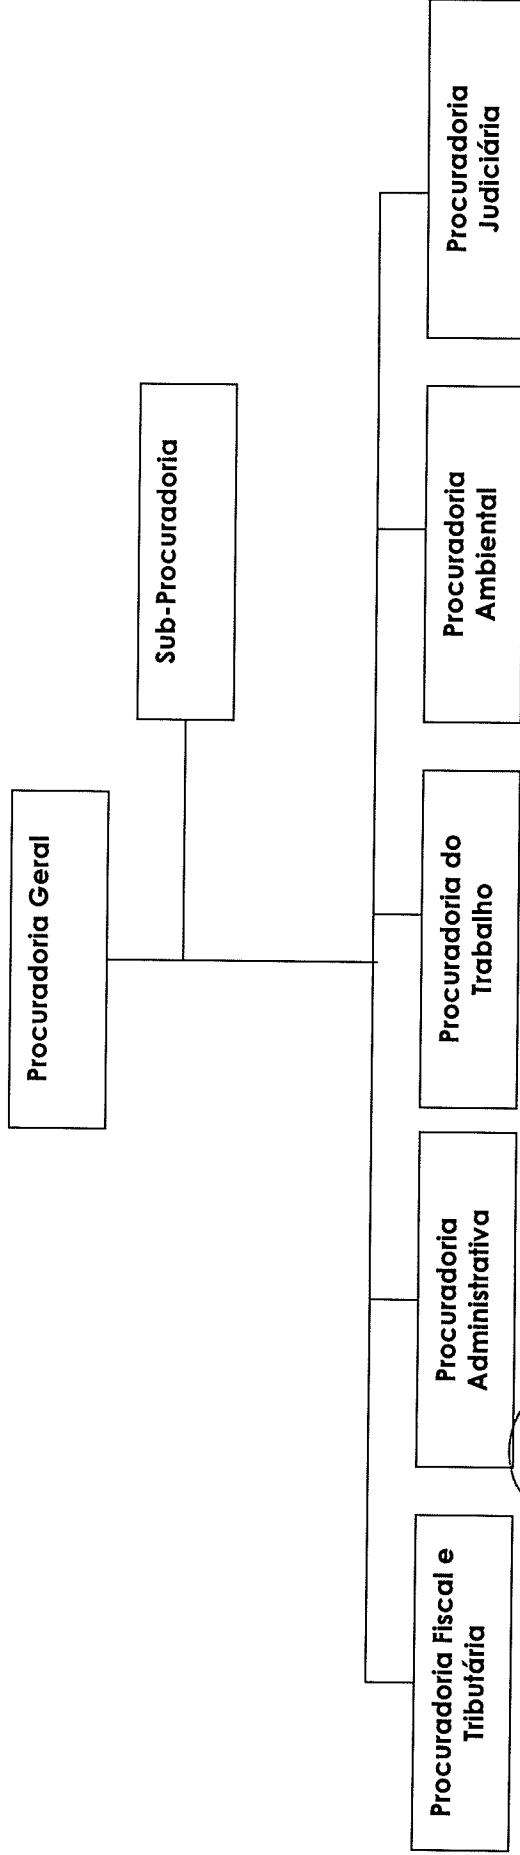 Procuradoria Geral
Sub-Procuradoria
Procuradoria Fiscal e
Tributária
Procuradoria
Administrativa
Procuradoria do
Trabalho
Procuradoria
Ambiental
Procuradoria
Judiciária